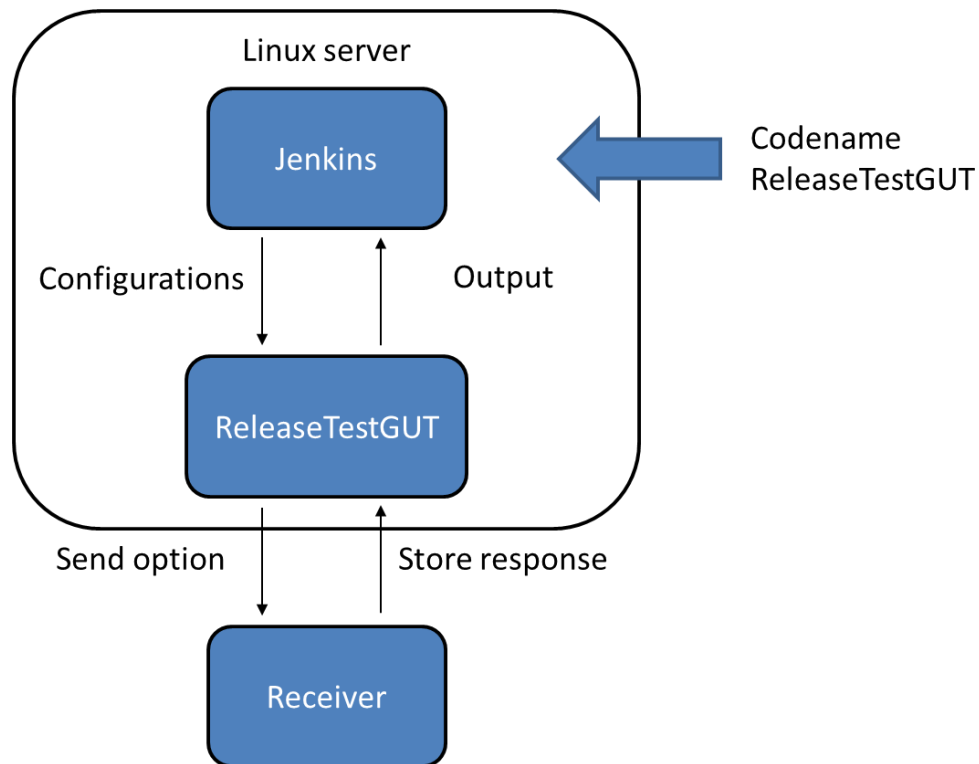 Linux server
Jenkins
Codename
ReleaseTestGUT
Configurations
Output
ReleaseTestGUT
Send option
Store response
Receiver